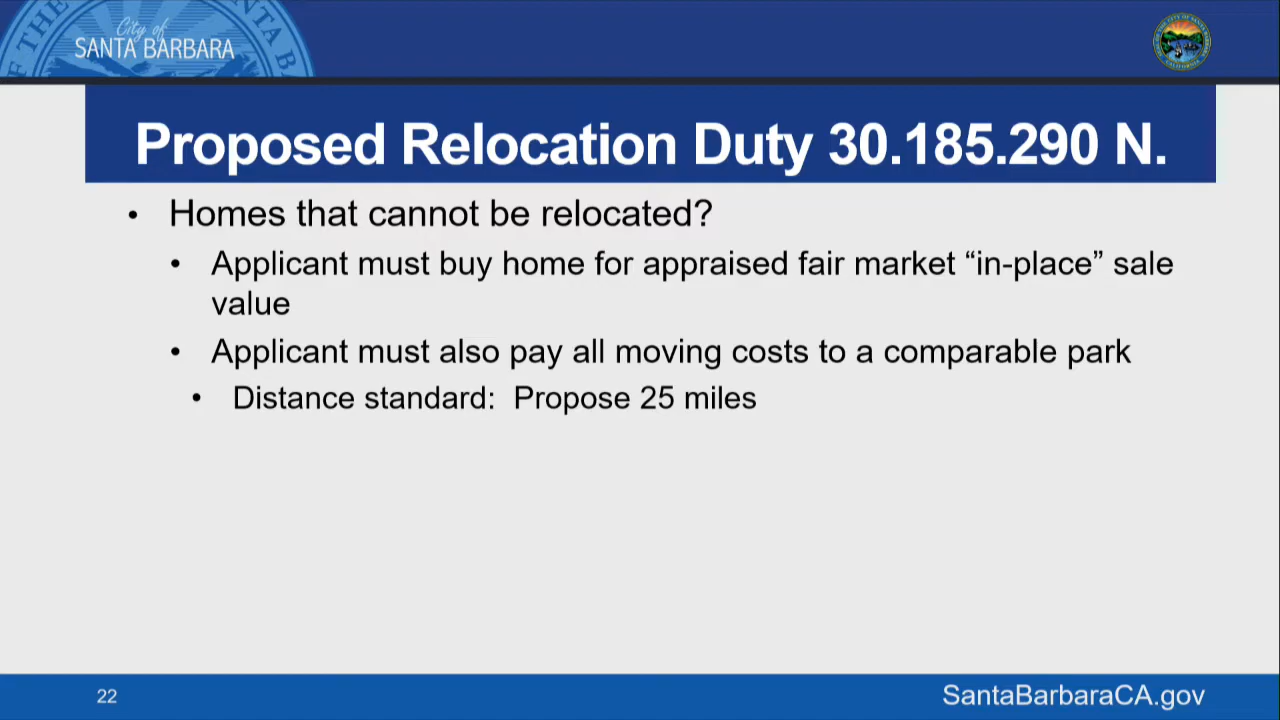 City of
SANTA BARBARA
Proposed Relocation Duty 30.185.290 N.
• Homes that cannot be relocated?
• Applicant must buy home for appraised fair market “in-place” sale
value
• Applicant must also pay all moving costs to a comparable park
• Distance standard: Propose 25 miles
22
SantaBarbaraCA.gov